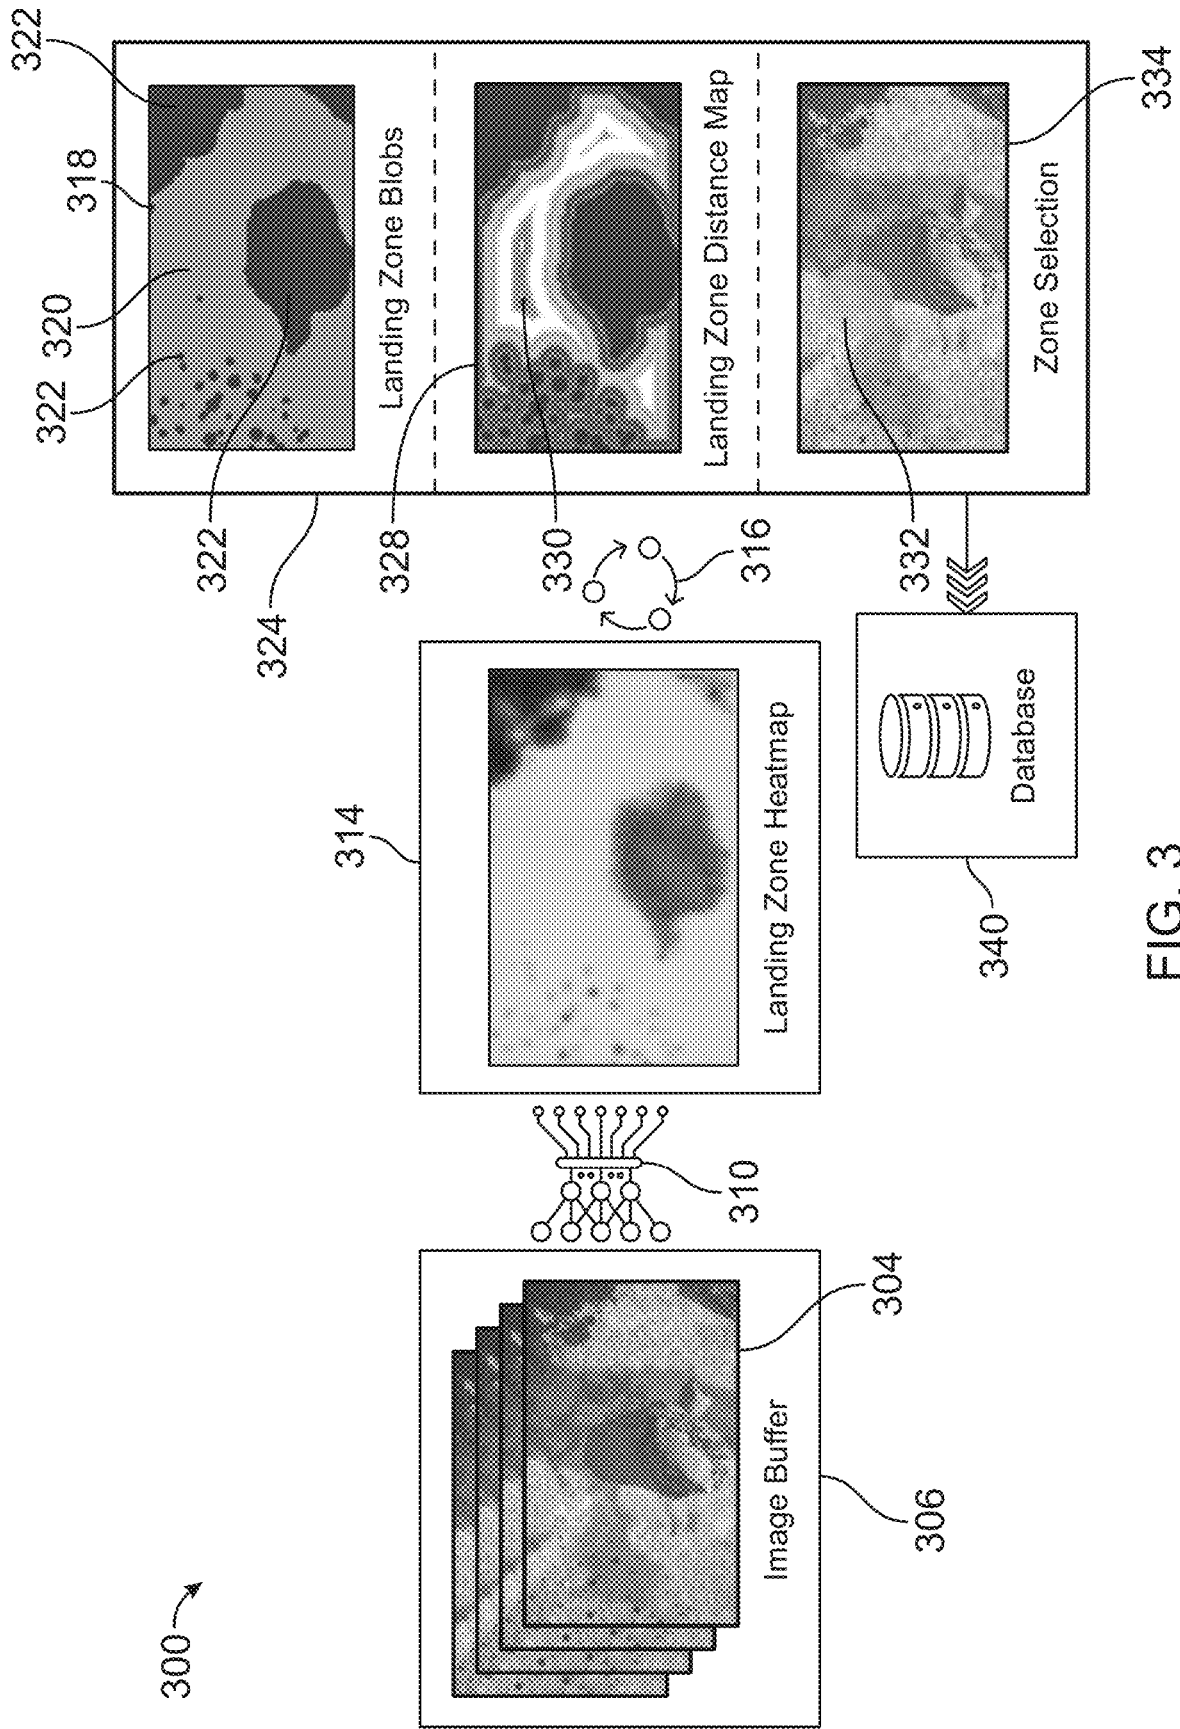 300
306
Image Buffer
304
310
314
Landing Zone Heatmap
316
324
322
320
318
322
322
Landing Zone Blobs
328
330
Landing Zone Distance Map
332
334
Zone Selection
340
Database
FIG. 3